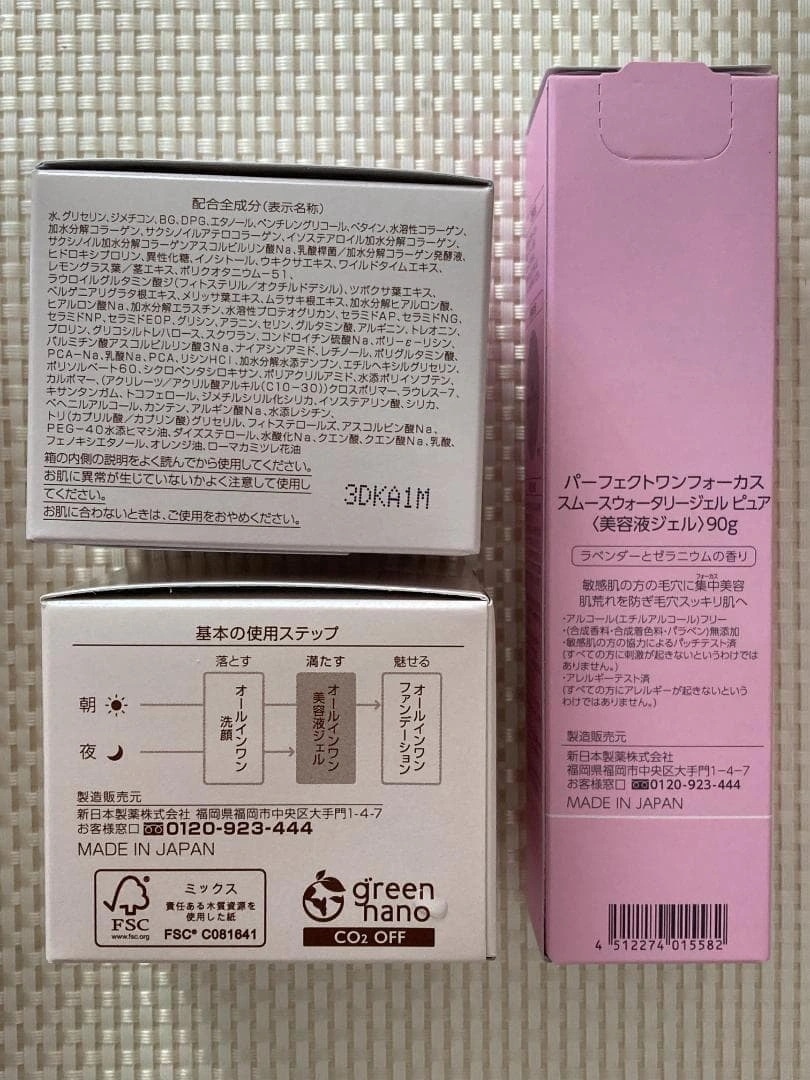 配合全成分(表示名称)
水、グリセリン、ジメチコン、BG、DPG、エタノール、ペンチレングリコール、ベタイン、水溶性コラーゲン、
加水分解コラーゲン、サクシノイルアテロコラーゲン、イソステアロイル加水分解コラーゲン、
サクシノイル加水分解コラーゲンアスコルビルリン酸Na、乳酸桿菌/加水分解コラーゲン発酵液、
ヒドロキシプロリン、異性化糖、イノシトール、ウキクサエキス、ワイルドタイムエキス、
レモングラス葉/茎エキス、ポリクオタニウム-51、
ラウロイルグルタミン酸ジ(フィトステリル/オクチルドデシル)、ツボクサ葉エキス、
ベルゲニアリグラタ根エキス、メリッサ葉エキス、ムラサキ根エキス、加水分解ヒアルロン酸、
ヒアルロン酸Na、加水分解エラスチン、水溶性プロテオグリカン、セラミドAP、セラミドNG、
セラミドNP、セラミドEOP、グリシン、アラニン、セリン、グルタミン酸、アルギニン、トレオニン、
プロリン、グリコシルトレハロース、スクワラン、コンドロイチン硫酸Na、ポリ-ε-リシン、
パルミチン酸アスコルビルリン酸3Na、ナイアシンアミド、レチノール、ポリグルタミン酸、
PCA-Na、乳酸Na、PCA、リシンHCl、加水分解水添デンプン、エチルヘキシルグリセリン、
ポリソルベート60、シクロペンタシロキサン、ポリアクリルアミド、水添ポリイソブテン、
カルボマー、(アクリレーツ/アクリル酸アルキル(C10-30))クロスポリマー、ラウレス-7、
キサンタンガム、トコフェロール、ジメチルシリル化シリカ、イソステアリン酸、シリカ、
ベヘニルアルコール、カンテン、アルギン酸Na、水添レシチン、
トリ(カプリル酸/カプリン酸)グリセリル、フィトステロールズ、アスコルビン酸Na、
PEG-40水添ヒマシ油、ダイズステロール、水酸化Na、クエン酸、クエン酸Na、乳酸、
フェノキシエタノール、オレンジ油、ローマカミツレ花油
箱の内側の説明をよく読んでから使用してください。
お肌に異常が生じていないかよく注意して使用し
てください。
お肌に合わないときは、ご使用をおやめください。
3DKA1M
基本の使用ステップ
落とす 満たす 魅せる
朝
夜
オールインワン
洗顔
オールインワン
美容液ジェル
オールインワン
ファンデーション
製造販売元
新日本製薬株式会社 福岡県福岡市中央区大手門1-4-7
お客様窓口 0120-923-444
MADE IN JAPAN
FSC
www.fsc.org
ミックス
責任ある木質資源を
使用した紙
FSC® C081641
green
nano
CO2 OFF
パーフェクトワンフォーカス
スムースウォータリージェル ピュア
〈美容液ジェル〉90g
ラベンダーとゼラニウムの香り
フォーカス
敏感肌の方の毛穴に集中美容
肌荒れを防ぎ毛穴スッキリ肌へ
・アルコール(エチルアルコール)フリー
・(合成香料・合成着色料・パラベン)無添加
・敏感肌の方の協力によるパッチテスト済
(すべての方に刺激が起きないというわけでは
ありません。)
・アレルギーテスト済
(すべての方にアレルギーが起きないという
わけではありません。)
製造販売元
新日本製薬株式会社
福岡県福岡市中央区大手門1-4-7
お客様窓口 0120-923-444
MADE IN JAPAN
4 512274 015582